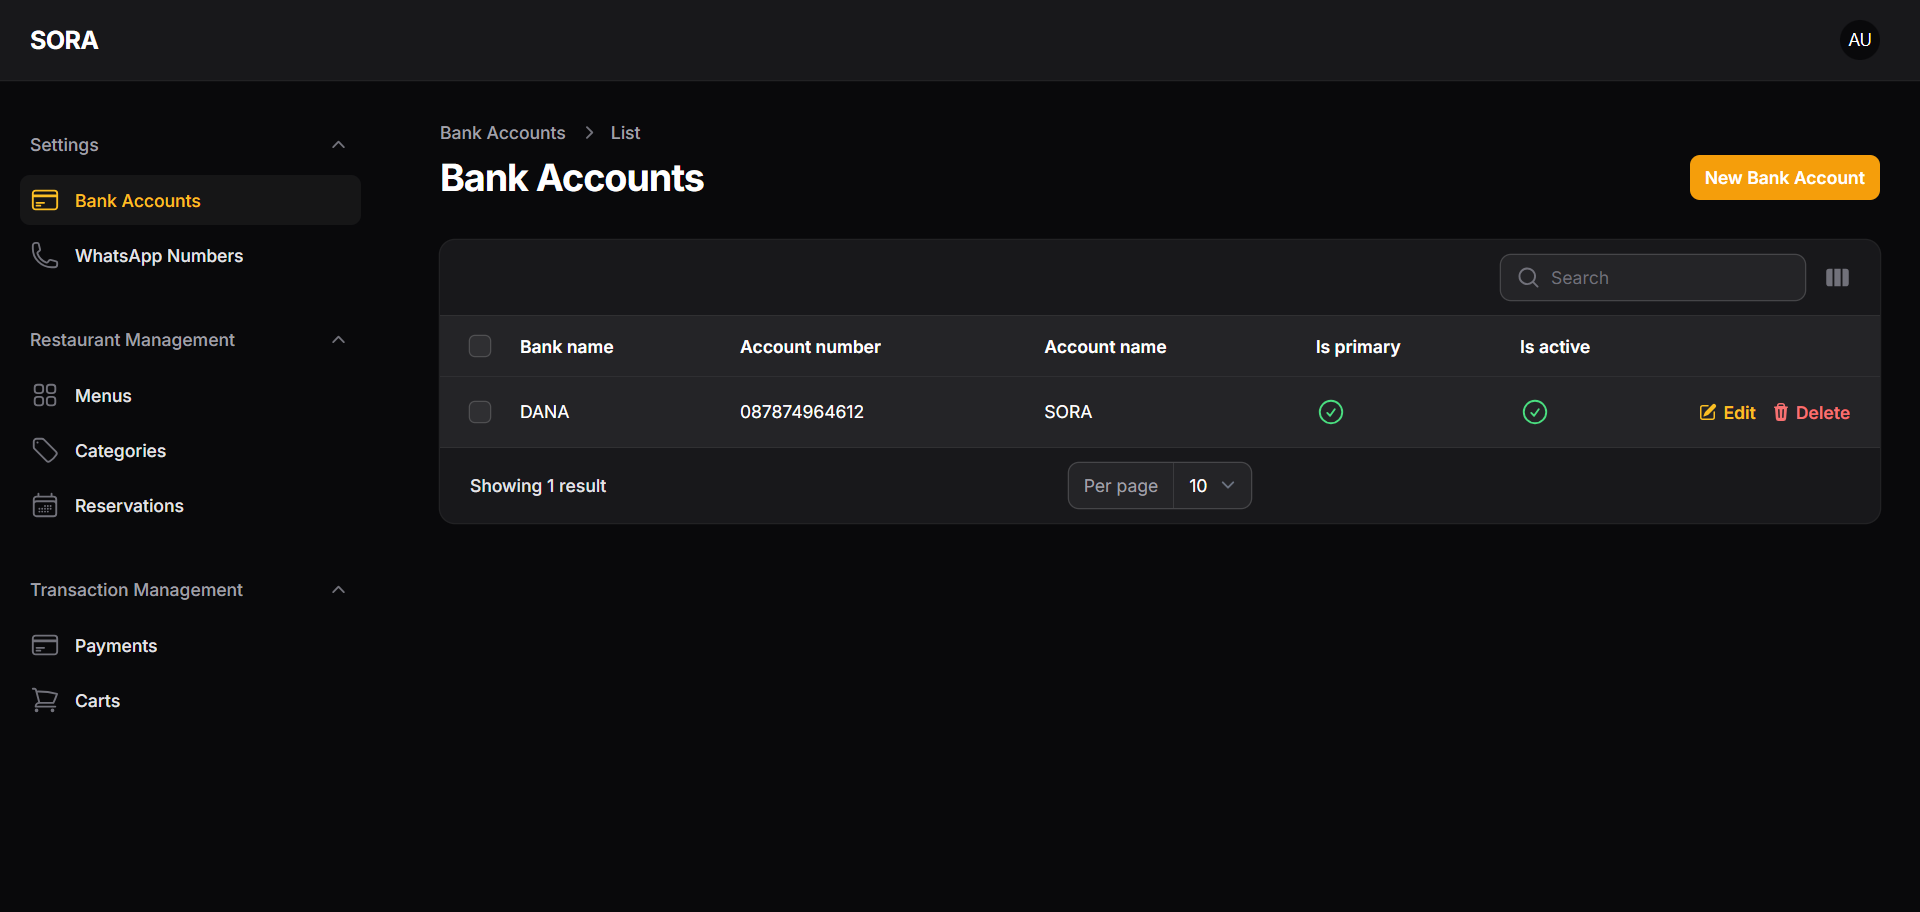 SORA
AU
Settings
Bank Accounts
WhatsApp Numbers
Restaurant Management
Menus
Categories
Reservations
Transaction Management
Payments
Carts
Bank Accounts > List
Bank Accounts
New Bank Account
Search
Bank name Account number Account name Is primary Is active
DANA 087874964612 SORA Edit Delete
Showing 1 result Per page 10